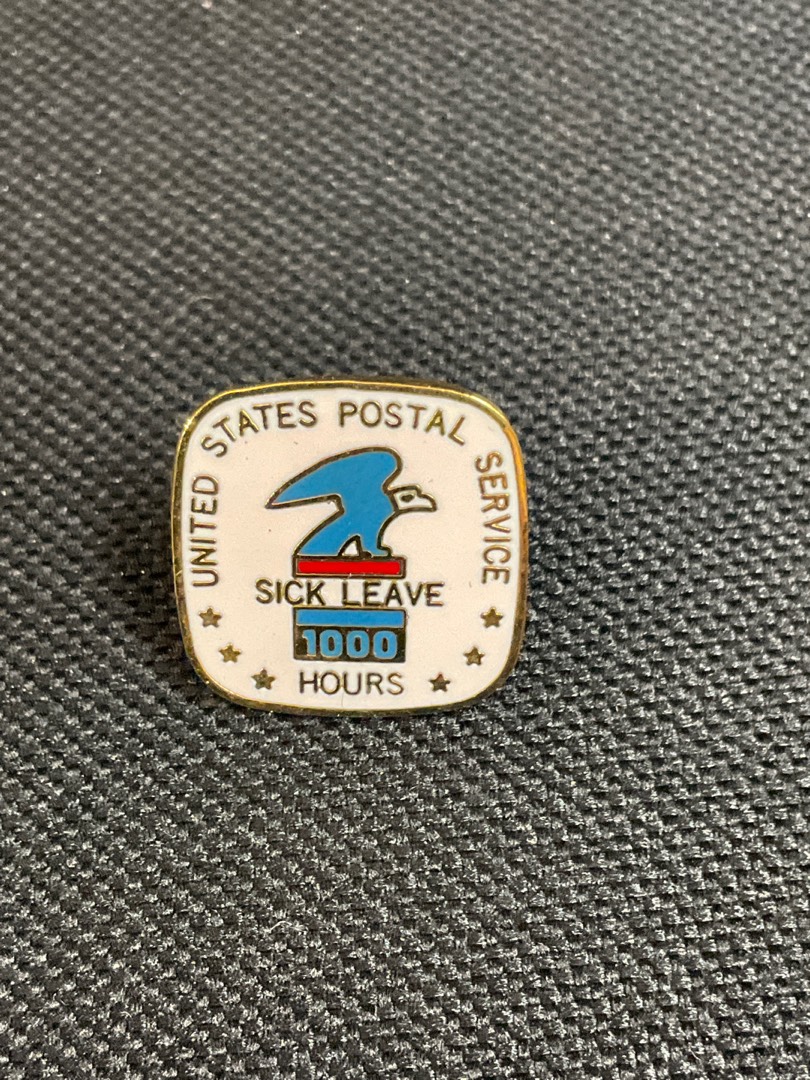 UNITED STATES POSTAL SERVICE
SICK LEAVE
1000
HOURS